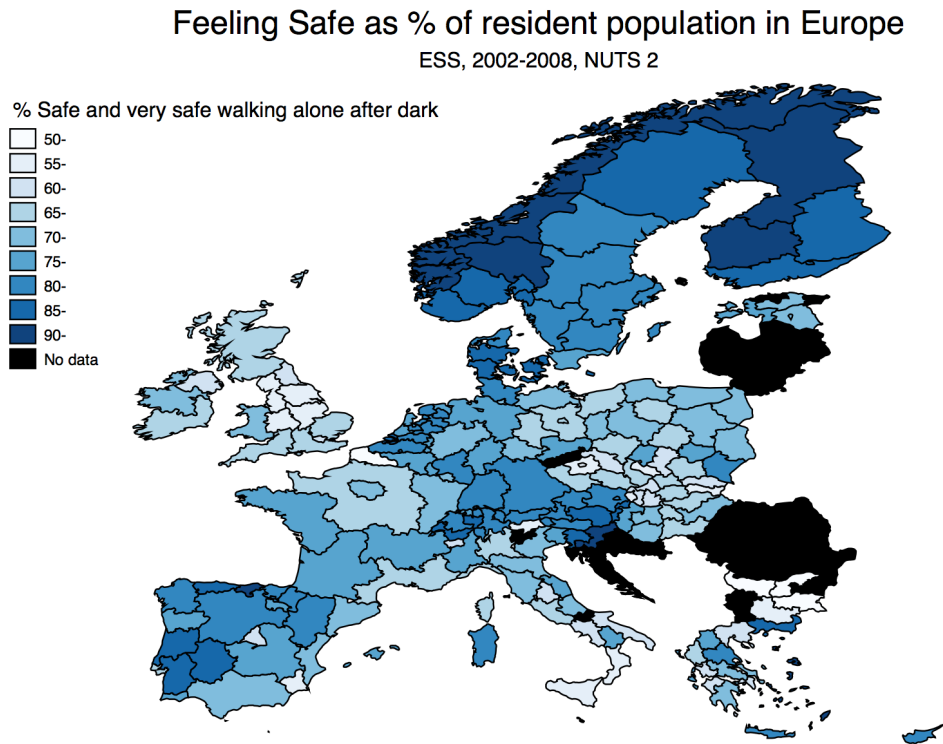 Feeling Safe as % of resident population in Europe
ESS, 2002-2008, NUTS 2
% Safe and very safe walking alone after dark
50-
55-
60-
65-
70-
75-
80-
85-
90-
No data